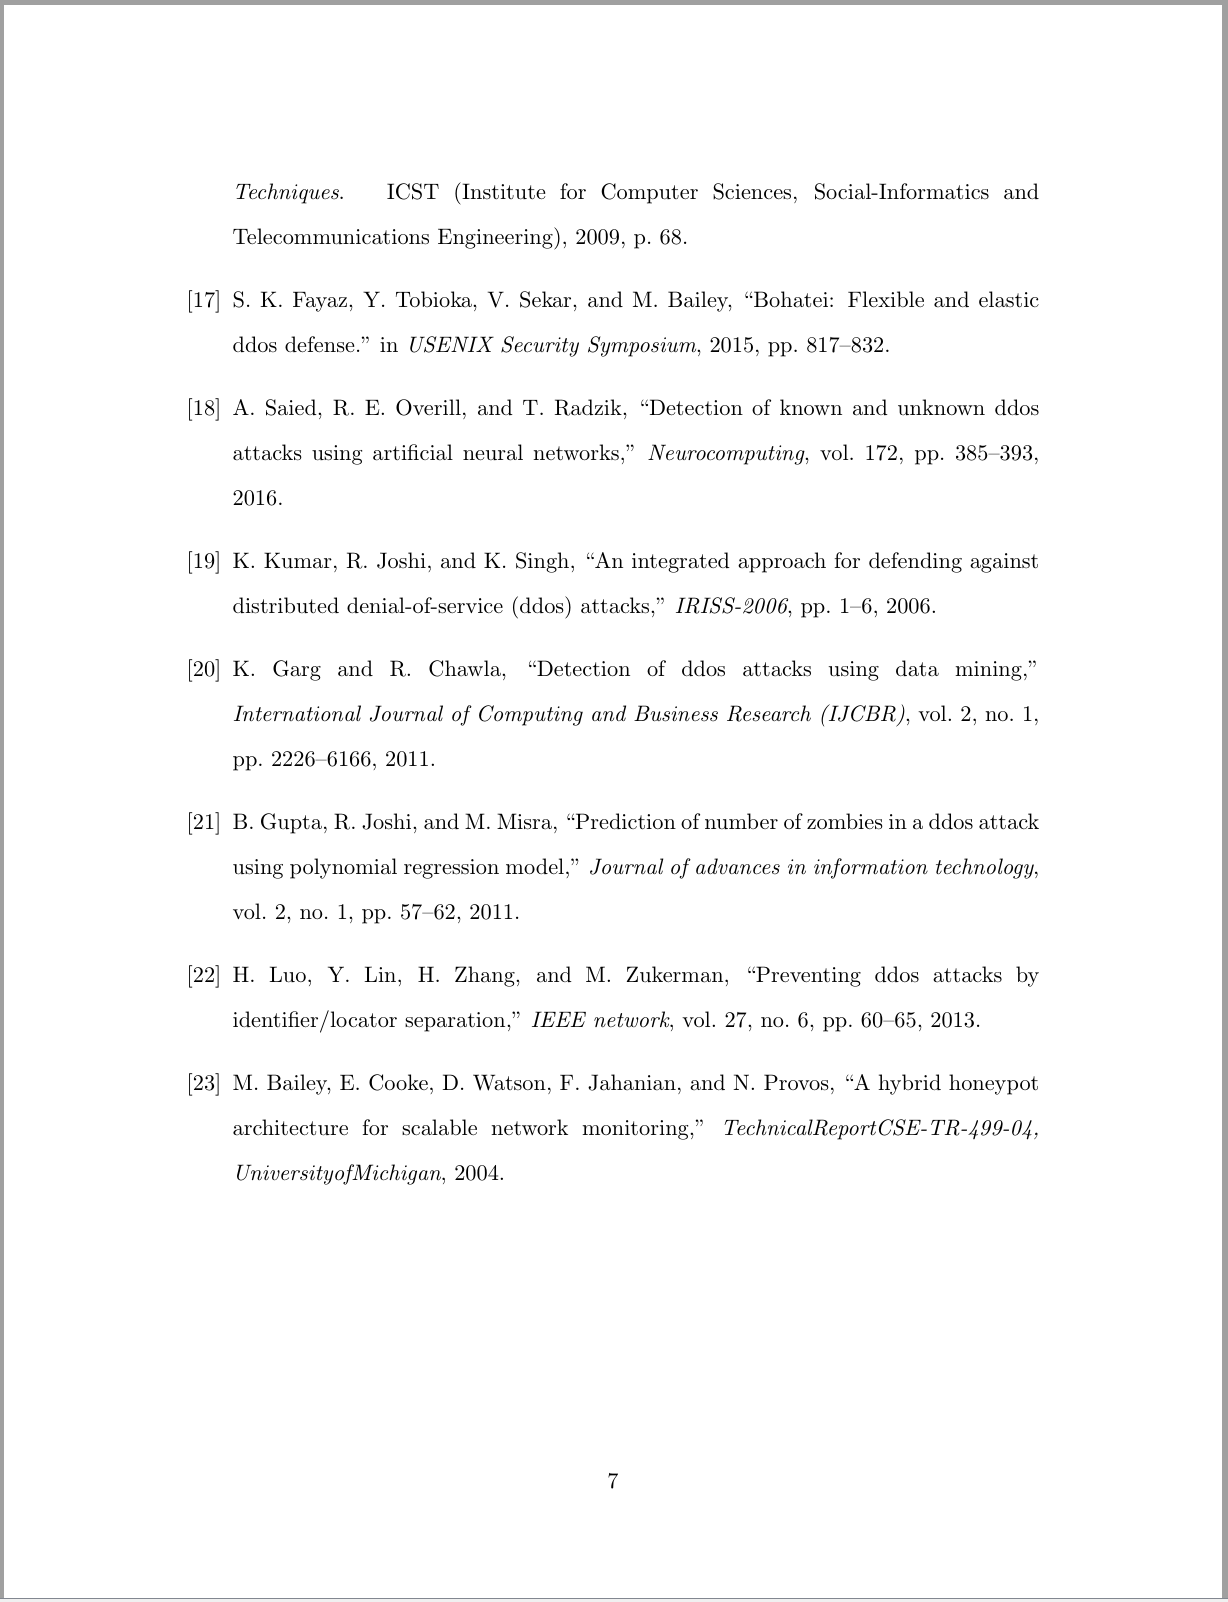 Techniques. ICST (Institute for Computer Sciences, Social-Informatics and
Telecommunications Engineering), 2009, p. 68.
[17] S. K. Fayaz, Y. Tobioka, V. Sekar, and M. Bailey, “Bohatei: Flexible and elastic
ddos defense.” in USENIX Security Symposium, 2015, pp. 817–832.
[18] A. Saied, R. E. Overill, and T. Radzik, “Detection of known and unknown ddos
attacks using artificial neural networks,” Neurocomputing, vol. 172, pp. 385–393,
2016.
[19] K. Kumar, R. Joshi, and K. Singh, “An integrated approach for defending against
distributed denial-of-service (ddos) attacks,” IRISS-2006, pp. 1–6, 2006.
[20] K. Garg and R. Chawla, “Detection of ddos attacks using data mining,”
International Journal of Computing and Business Research (IJCBR), vol. 2, no. 1,
pp. 2226–6166, 2011.
[21] B. Gupta, R. Joshi, and M. Misra, “Prediction of number of zombies in a ddos attack
using polynomial regression model,” Journal of advances in information technology,
vol. 2, no. 1, pp. 57–62, 2011.
[22] H. Luo, Y. Lin, H. Zhang, and M. Zukerman, “Preventing ddos attacks by
identifier/locator separation,” IEEE network, vol. 27, no. 6, pp. 60–65, 2013.
[23] M. Bailey, E. Cooke, D. Watson, F. Jahanian, and N. Provos, “A hybrid honeypot
architecture for scalable network monitoring,” TechnicalReportCSE-TR-499-04,
UniversityofMichigan, 2004.
7